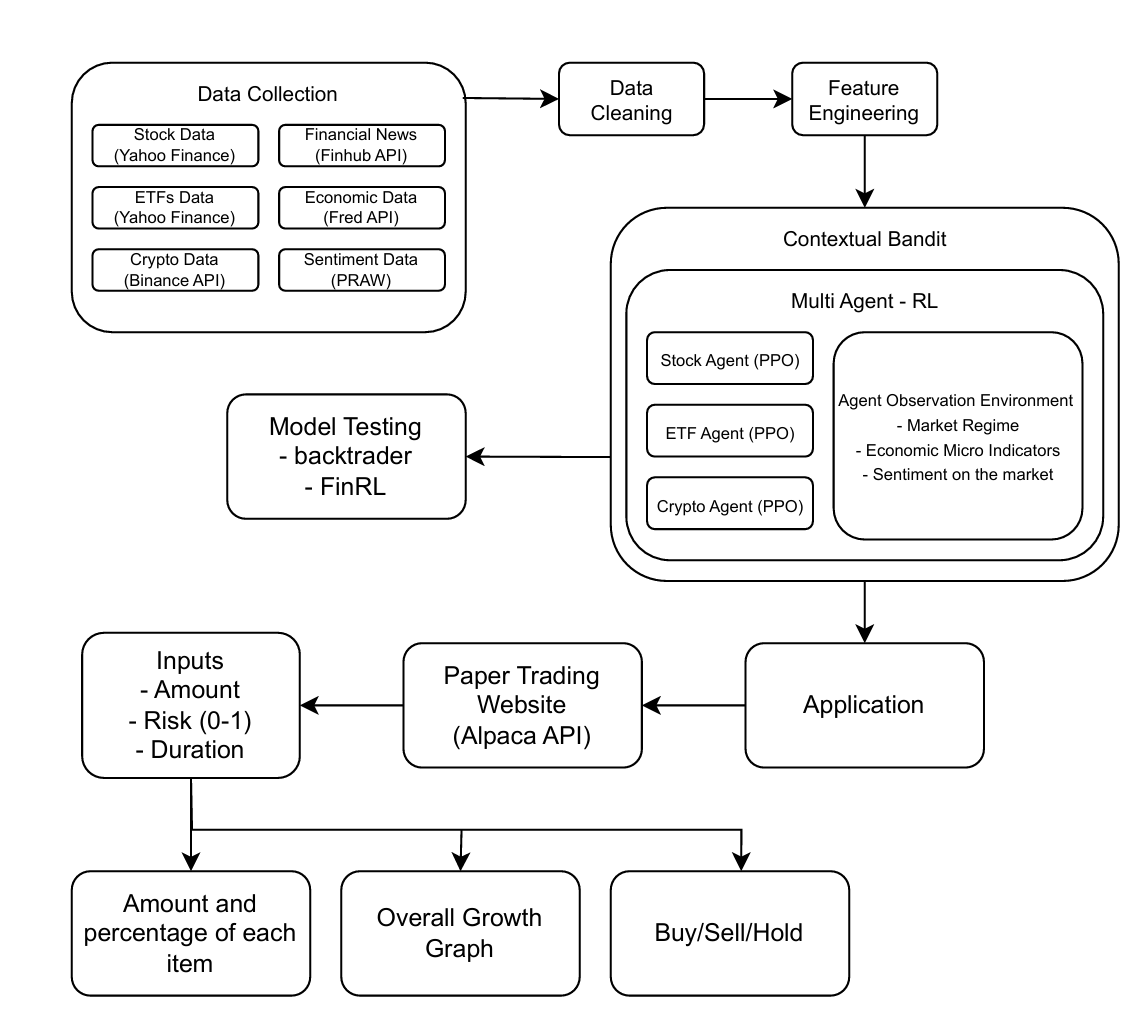 Data Collection
Stock Data
(Yahoo Finance)
Financial News
(Finhub API)
ETFs Data
(Yahoo Finance)
Economic Data
(Fred API)
Crypto Data
(Binance API)
Sentiment Data
(PRAW)
Data
Cleaning
Feature
Engineering
Contextual Bandit
Multi Agent - RL
Stock Agent (PPO)
ETF Agent (PPO)
Crypto Agent (PPO)
Agent Observation Environment
- Market Regime
- Economic Micro Indicators
- Sentiment on the market
Model Testing
- backtrader
- FinRL
Application
Paper Trading
Website
(Alpaca API)
Inputs
- Amount
- Risk (0-1)
- Duration
Amount and
percentage of each
item
Overall Growth
Graph
Buy/Sell/Hold